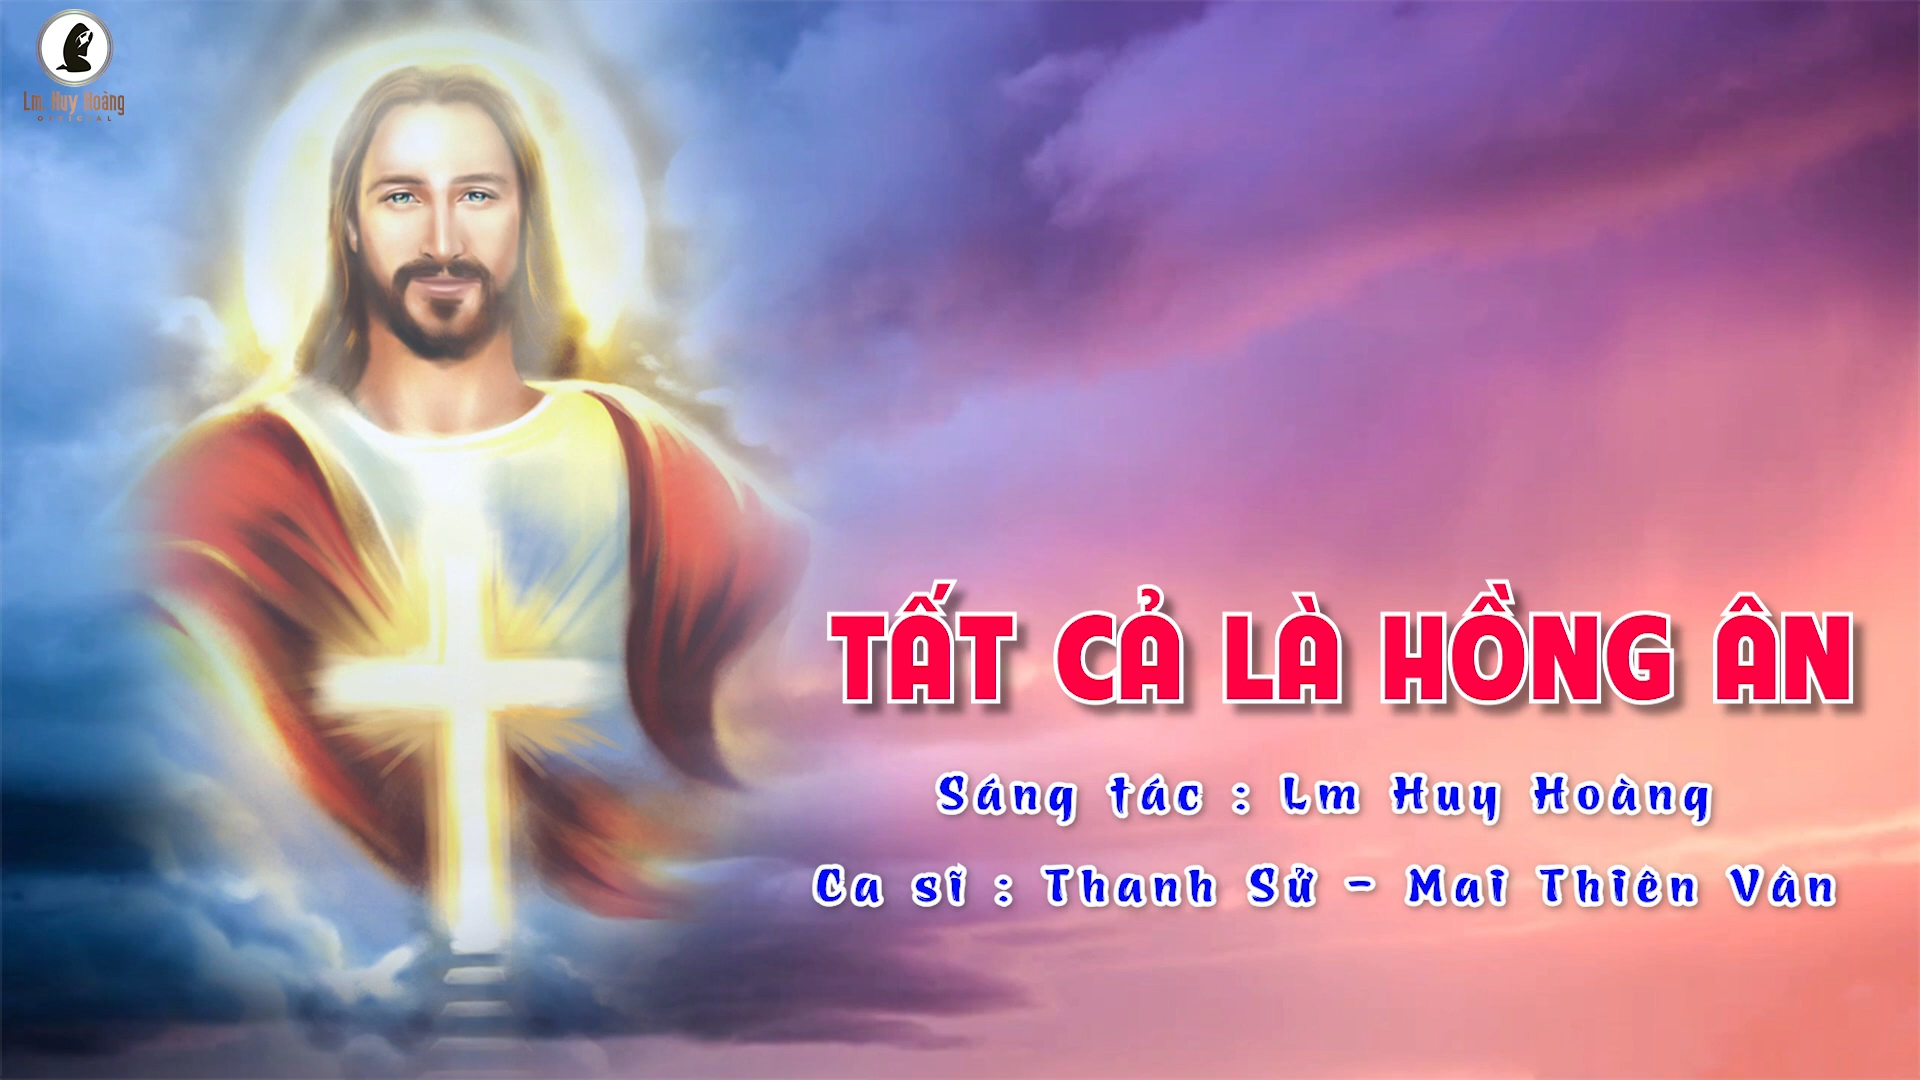 Lm. Huy Hoàng
OFFICIAL
TẤT CẢ LÀ HỒNG ÂN
Sáng tác : Lm Huy Hoàng
Ca sĩ : Thanh Sử - Mai Thiên Vân